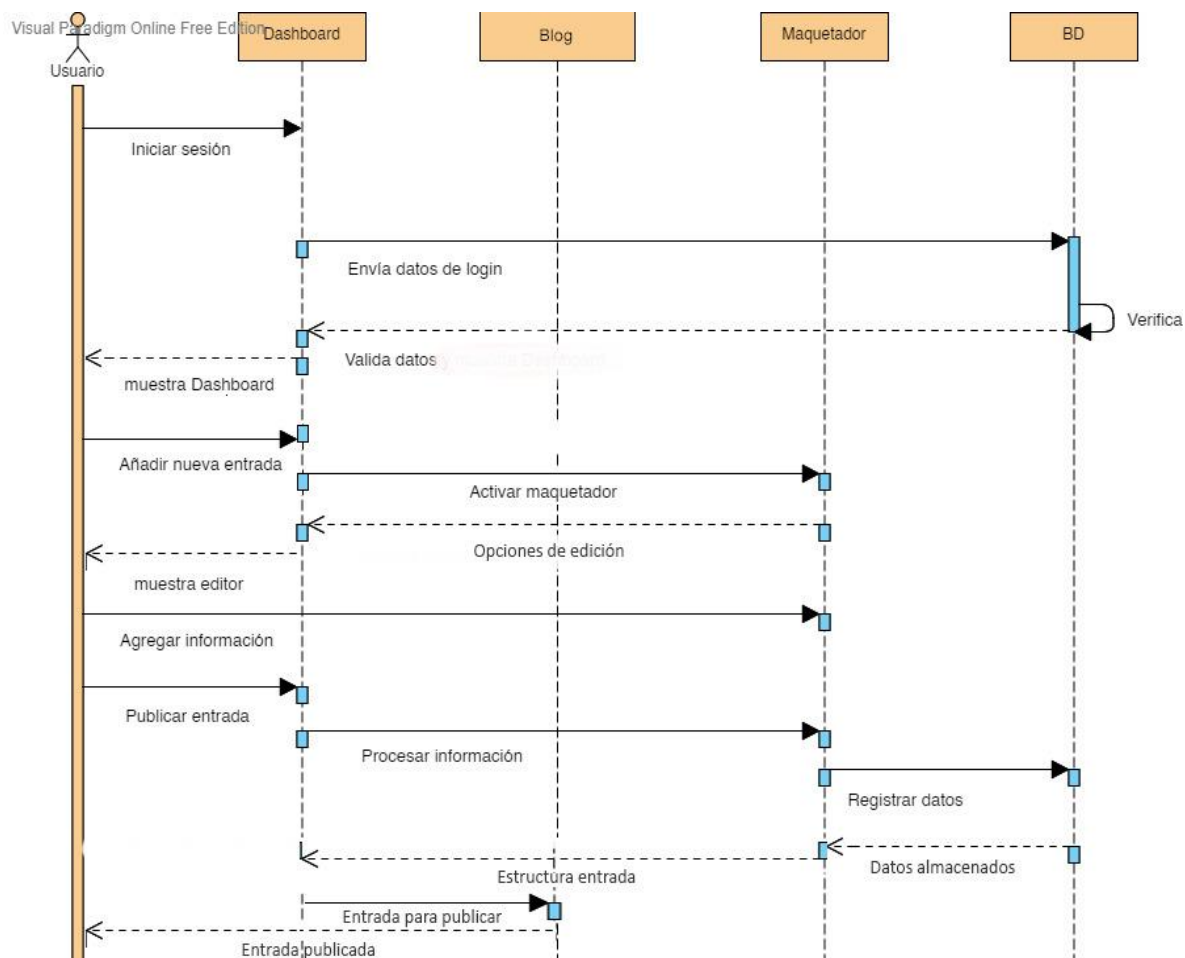 Visual Paradigm Online Free Edition
Usuario
Dashboard
Blog
Maquetador
BD
Iniciar sesión
Envía datos de login
Verifica
Valida datos
muestra Dashboard
Añadir nueva entrada
Activar maquetador
Opciones de edición
muestra editor
Agregar información
Publicar entrada
Procesar información
Registrar datos
Datos almacenados
Estructura entrada
Entrada para publicar
Entrada publicada